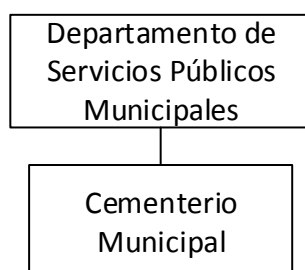 Departamento de
Servicios Públicos
Municipales
Cementerio
Municipal